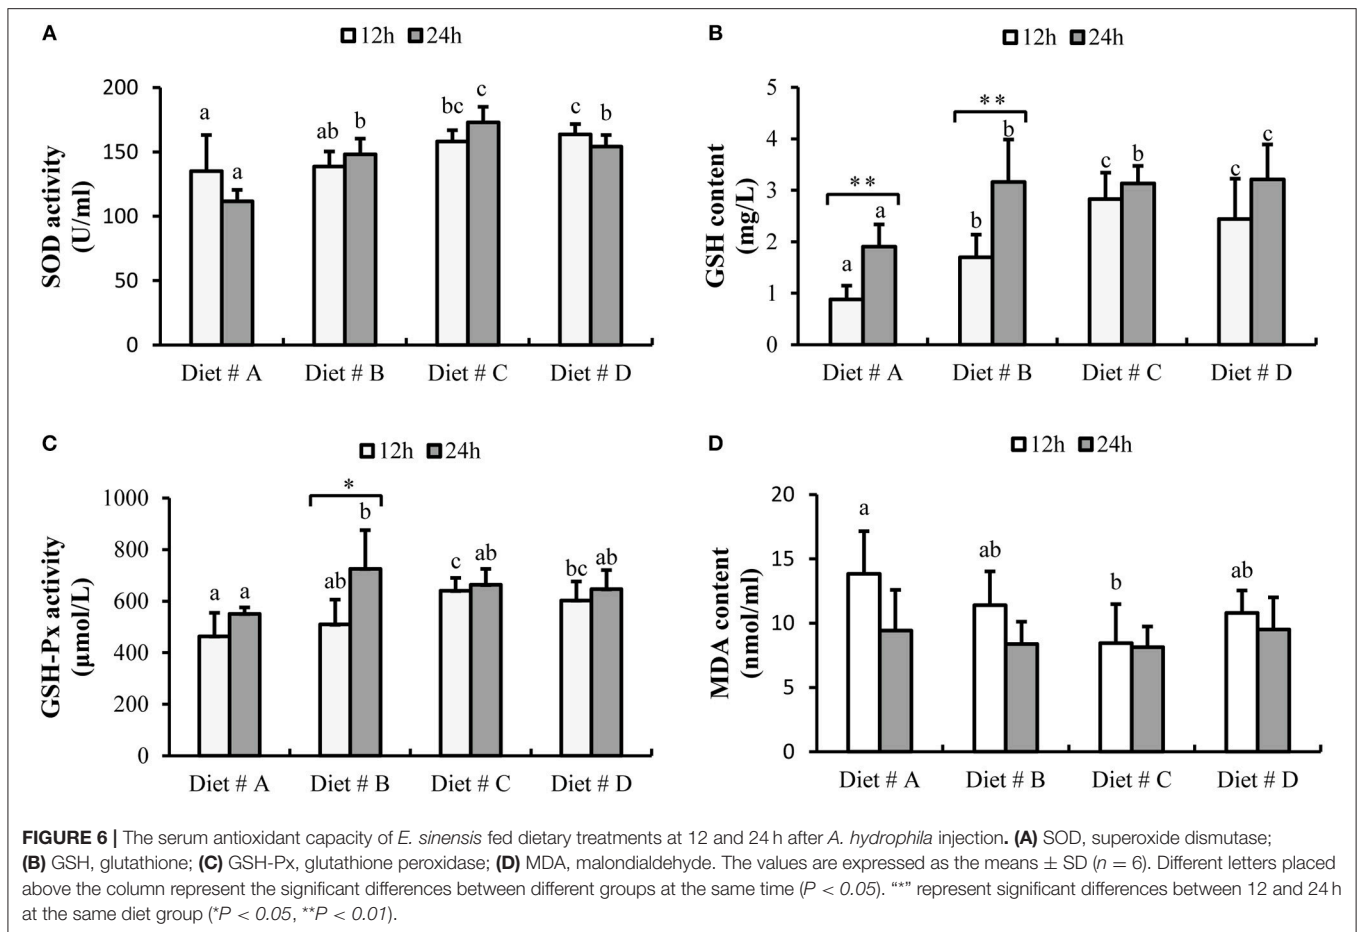 A
12h 24h
200
150
100
50
0
SOD activity
(U/ml)
a
a
ab
b
bc
c
c
b
Diet # A Diet # B Diet # C Diet # D
B
12h 24h
5
4
3
2
1
0
GSH content
(mg/L)
**
**
a
a
b
b
c
b
c
c
Diet # A Diet # B Diet # C Diet # D
C
12h 24h
1000
800
600
400
200
0
GSH-Px activity
(μmol/L)
*
a
a
ab
b
c
ab
bc
ab
Diet # A Diet # B Diet # C Diet # D
D
12h 24h
20
15
10
5
0
MDA content
(nmol/ml)
a
ab
b
ab
Diet # A Diet # B Diet # C Diet # D
FIGURE 6 | The serum antioxidant capacity of E. sinensis fed dietary treatments at 12 and 24 h after A. hydrophila injection. (A) SOD, superoxide dismutase;
(B) GSH, glutathione; (C) GSH-Px, glutathione peroxidase; (D) MDA, malondialdehyde. The values are expressed as the means ± SD (n = 6). Different letters placed
above the column represent the significant differences between different groups at the same time (P < 0.05). “*” represent significant differences between 12 and 24 h
at the same diet group (*P < 0.05, **P < 0.01).